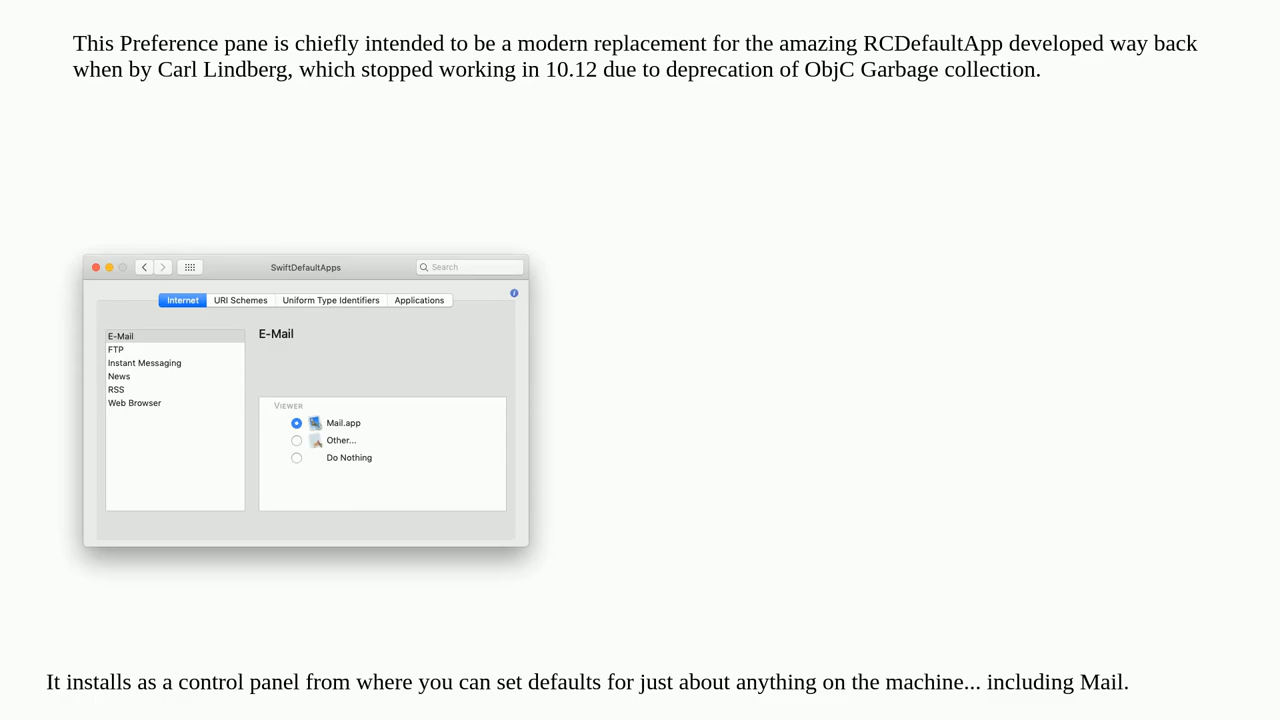 This Preference pane is chiefly intended to be a modern replacement for the amazing RCDefaultApp developed way back
when by Carl Lindberg, which stopped working in 10.12 due to deprecation of ObjC Garbage collection.
SwiftDefaultApps
Search
Internet URI Schemes Uniform Type Identifiers Applications
E-Mail
FTP
Instant Messaging
News
RSS
Web Browser
E-Mail
VIEWER
Mail.app
Other...
Do Nothing
It installs as a control panel from where you can set defaults for just about anything on the machine... including Mail.